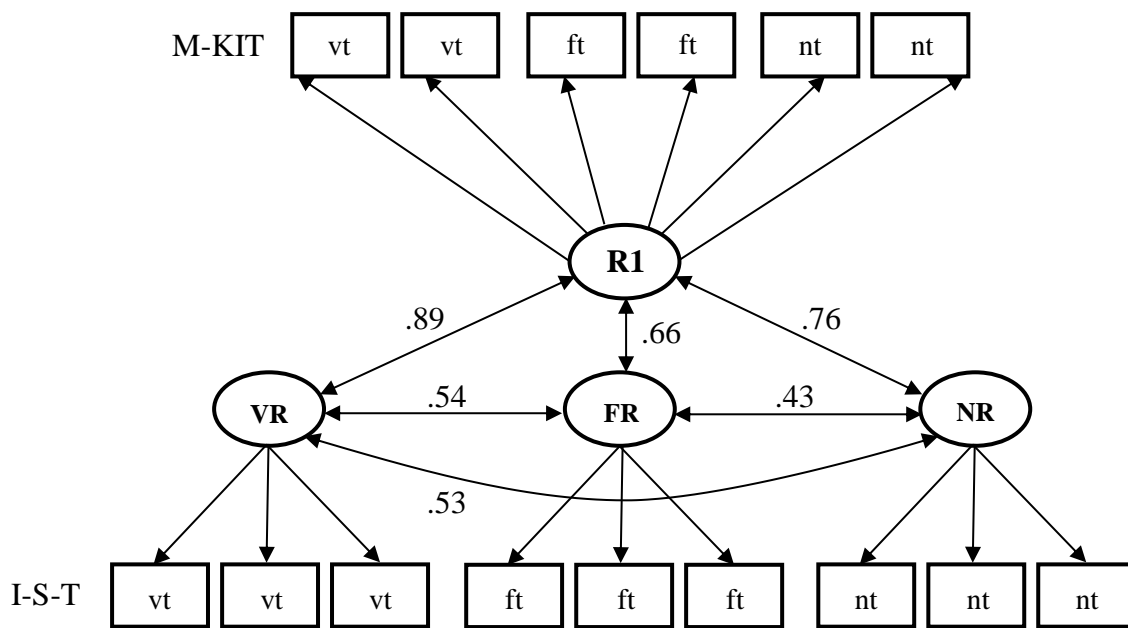 M-KIT vt vt ft ft nt nt
R1
.89 .66 .76
VR .54 FR .43 NR
.53
I-S-T vt vt vt ft ft ft nt nt nt